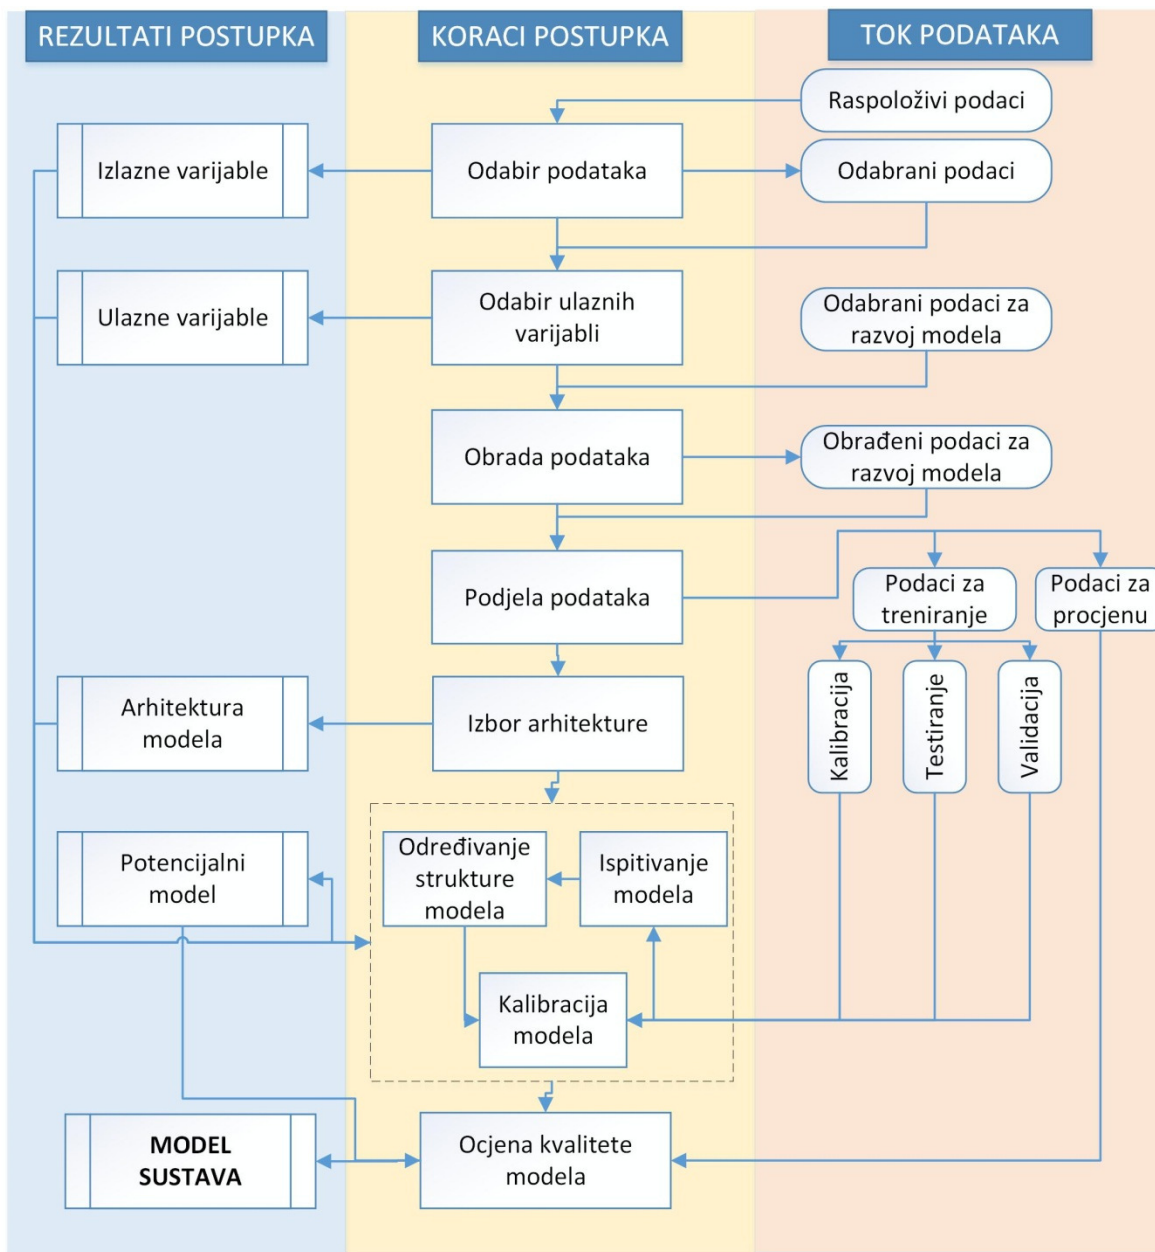 REZULTATI POSTUPKA
KORACI POSTUPKA
TOK PODATAKA
Raspoloživi podaci
Izlazne varijable
Odabir podataka
Odabrani podaci
Ulazne varijable
Odabir ulaznih
varijabli
Odabrani podaci za
razvoj modela
Obrada podataka
Obrađeni podaci za
razvoj modela
Podjela podataka
Podaci za
treniranje
Podaci za
procjenu
Arhitektura
modela
Izbor arhitekture
Kalibracija
Testiranje
Validacija
Potencijalni
model
Određivanje
strukture
modela
Ispitivanje
modela
Kalibracija
modela
MODEL
SUSTAVA
Ocjena kvalitete
modela